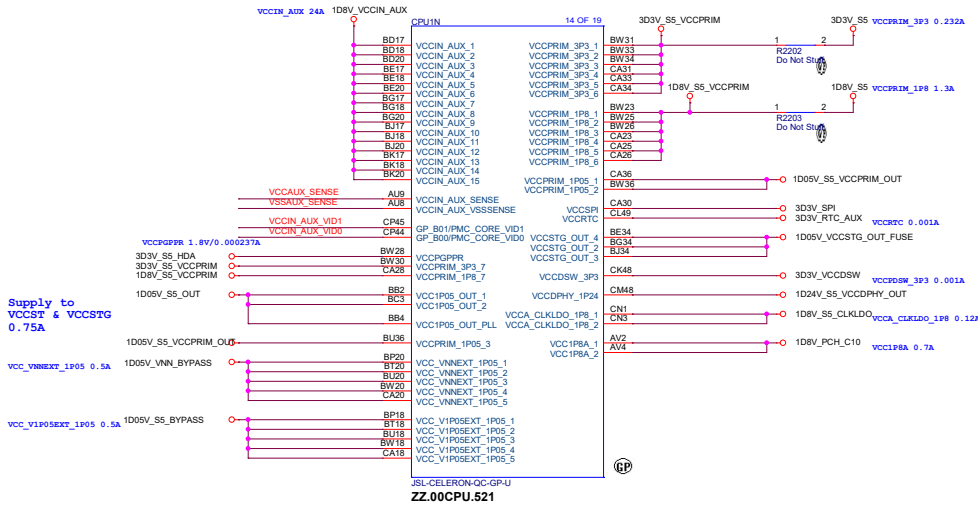 VCCIN_AUX 24A 1D8V_VCCIN_AUX
CPU1N 14 OF 19
3D3V_S5_VCCPRIM 3D3V_S5 VCCPRIM_3P3 0.232A
BD17 VCCIN_AUX_1
BD18 VCCIN_AUX_2
BD20 VCCIN_AUX_3
BE17 VCCIN_AUX_4
BE18 VCCIN_AUX_5
BE20 VCCIN_AUX_6
BG17 VCCIN_AUX_7
BG18 VCCIN_AUX_8
BG20 VCCIN_AUX_9
BJ17 VCCIN_AUX_10
BJ18 VCCIN_AUX_11
BJ20 VCCIN_AUX_12
BK17 VCCIN_AUX_13
BK18 VCCIN_AUX_14
BK20 VCCIN_AUX_15
VCCAUX_SENSE AU9 VCCIN_AUX_SENSE
VSSAUX_SENSE AU8 VCCIN_AUX_VSSSENSE
VCCIN_AUX_VID1 CP45 GP_B01/PMC_CORE_VID1
VCCIN_AUX_VID0 CP44 GP_B00/PMC_CORE_VID0
VCCPGPPR 1.8V/0.000237A
3D3V_S5_HDA BW28 VCCPGPPR
3D3V_S5_VCCPRIM BW30 VCCPRIM_3P3_7
1D8V_S5_VCCPRIM CA28 VCCPRIM_1P8_7
Supply to
VCCST & VCCSTG
0.75A
1D05V_S5_OUT BB2 VCC1P05_OUT_1
BC3 VCC1P05_OUT_2
BB4 VCC1P05_OUT_PLL
1D05V_S5_VCCPRIM_OUT BU36 VCCPRIM_1P05_3
VCC_VNNEXT_1P05 0.5A 1D05V_VNN_BYPASS
BP20 VCC_VNNEXT_1P05_1
BT20 VCC_VNNEXT_1P05_2
BU20 VCC_VNNEXT_1P05_3
BW20 VCC_VNNEXT_1P05_4
CA20 VCC_VNNEXT_1P05_5
VCC_V1P05EXT_1P05 0.5A 1D05V_S5_BYPASS
BP18 VCC_V1P05EXT_1P05_1
BT18 VCC_V1P05EXT_1P05_2
BU18 VCC_V1P05EXT_1P05_3
BW18 VCC_V1P05EXT_1P05_4
CA18 VCC_V1P05EXT_1P05_5
VCCPRIM_3P3_1 BW31
VCCPRIM_3P3_2 BW33
VCCPRIM_3P3_3 BW34
VCCPRIM_3P3_4 CA31
VCCPRIM_3P3_5 CA33
VCCPRIM_3P3_6 CA34
1 2
R2202
Do Not Stuff
1D8V_S5_VCCPRIM 1D8V_S5 VCCPRIM_1P8 1.3A
VCCPRIM_1P8_1 BW23
VCCPRIM_1P8_2 BW25
VCCPRIM_1P8_3 BW26
VCCPRIM_1P8_4 CA23
VCCPRIM_1P8_5 CA25
VCCPRIM_1P8_6 CA26
1 2
R2203
Do Not Stuff
VCCPRIM_1P05_1 CA36 1D05V_S5_VCCPRIM_OUT
VCCPRIM_1P05_2 BW36
VCCSPI CA30 3D3V_SPI
VCCRTC CL49 3D3V_RTC_AUX
VCCRTC 0.001A
VCCSTG_OUT_4 BE34 1D05V_VCCSTG_OUT_FUSE
VCCSTG_OUT_2 BG34
VCCSTG_OUT_3 BJ34
VCCDSW_3P3 CK48 3D3V_VCCDSW
VCCPDSW_3P3 0.001A
VCCDPHY_1P24 CM48 1D24V_S5_VCCDPHY_OUT
VCCA_CLKLDO_1P8_1 CN1 1D8V_S5_CLKLDO VCCA_CLKLDO_1P8 0.12A
VCCA_CLKLDO_1P8_2 CN3
VCC1P8A_1 AV2 1D8V_PCH_C10
VCC1P8A_2 AV4
VCC1P8A 0.7A
GP
JSL-CELERON-QC-GP-U
ZZ.00CPU.521